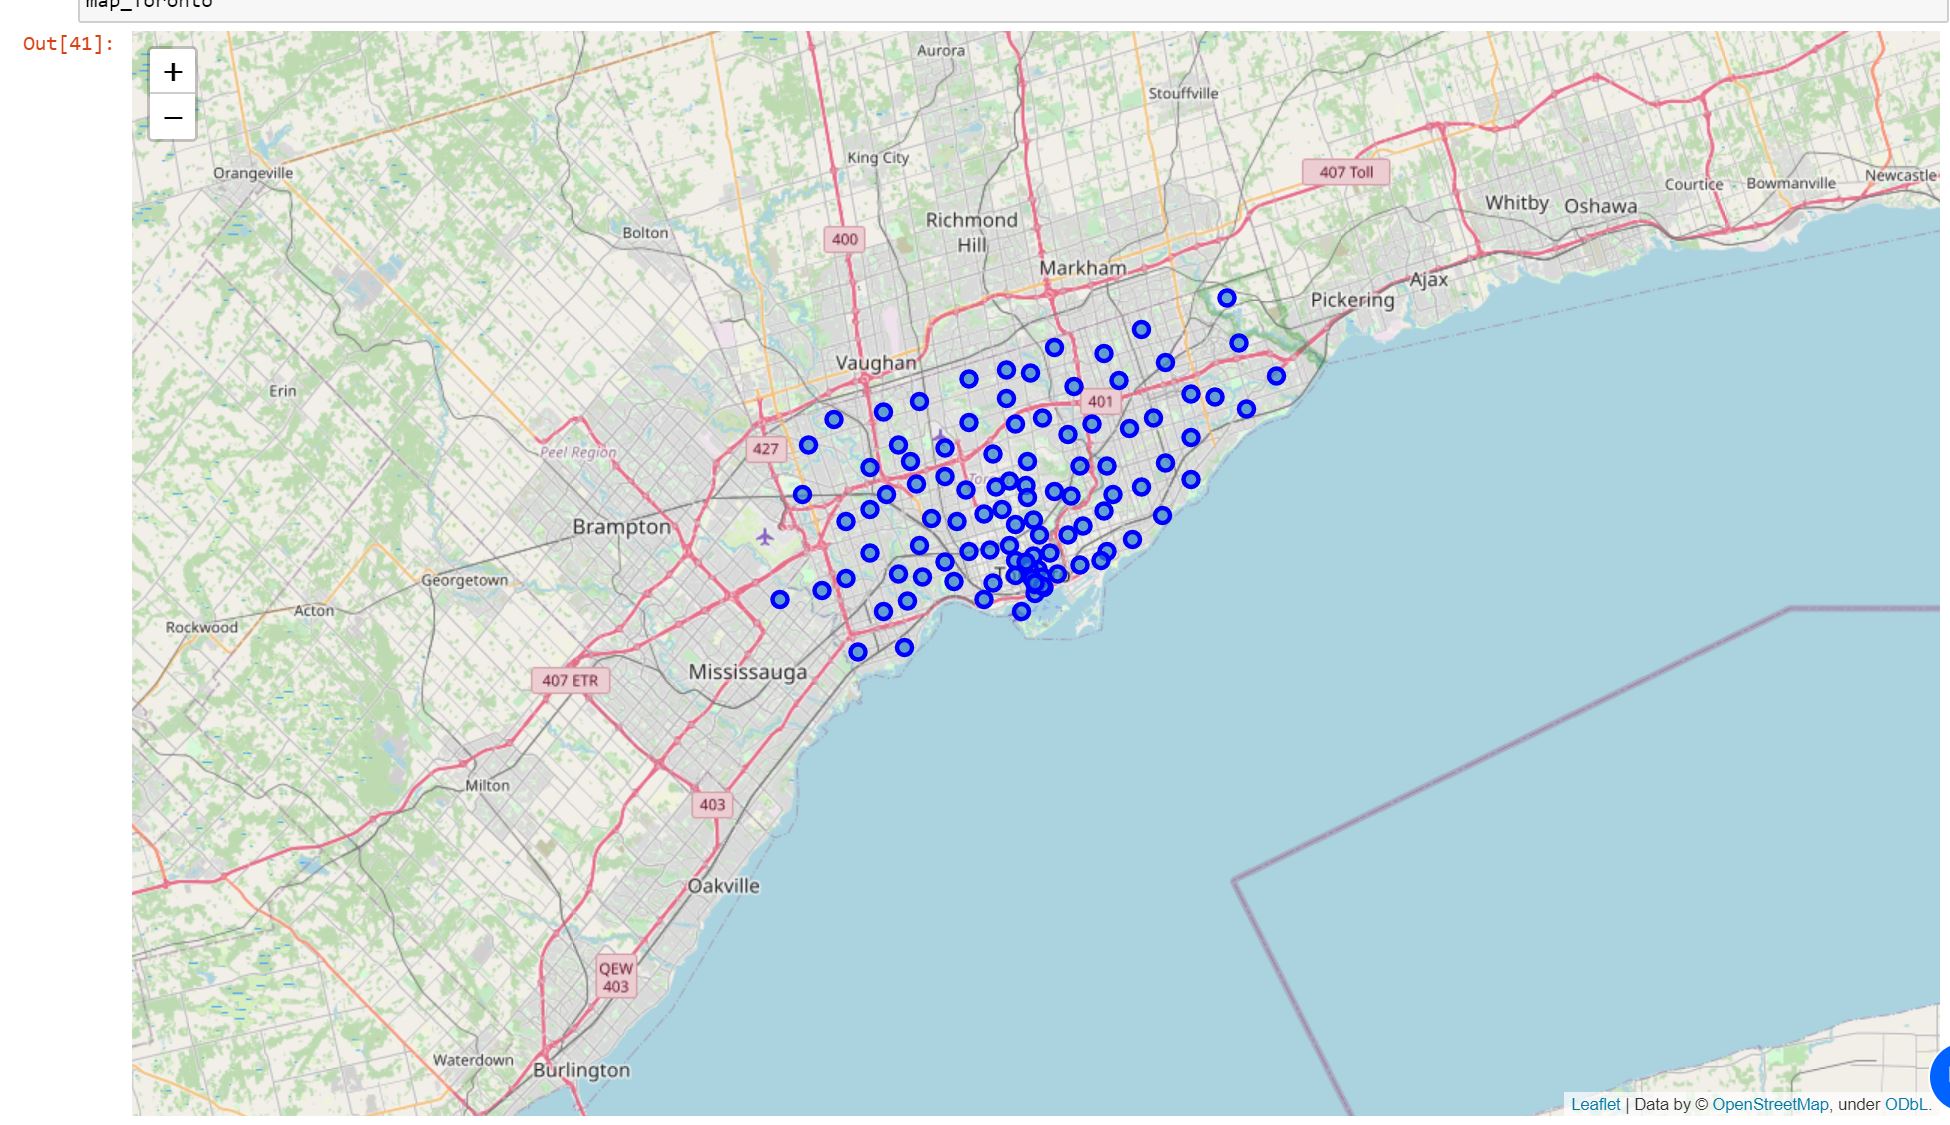 map_Toronto
Out[41]:
+
−
Aurora
Stouffville
King City
Orangeville
407 Toll
Courtice
Bowmanville
Newcastle
Whitby
Oshawa
Richmond
Hill
Bolton
400
Markham
Ajax
Pickering
Vaughan
Erin
401
427
Peel Region
Brampton
Georgetown
Acton
Rockwood
Mississauga
407 ETR
Milton
403
Oakville
QEW
403
Waterdown
Burlington
Leaflet | Data by © OpenStreetMap, under ODbL.